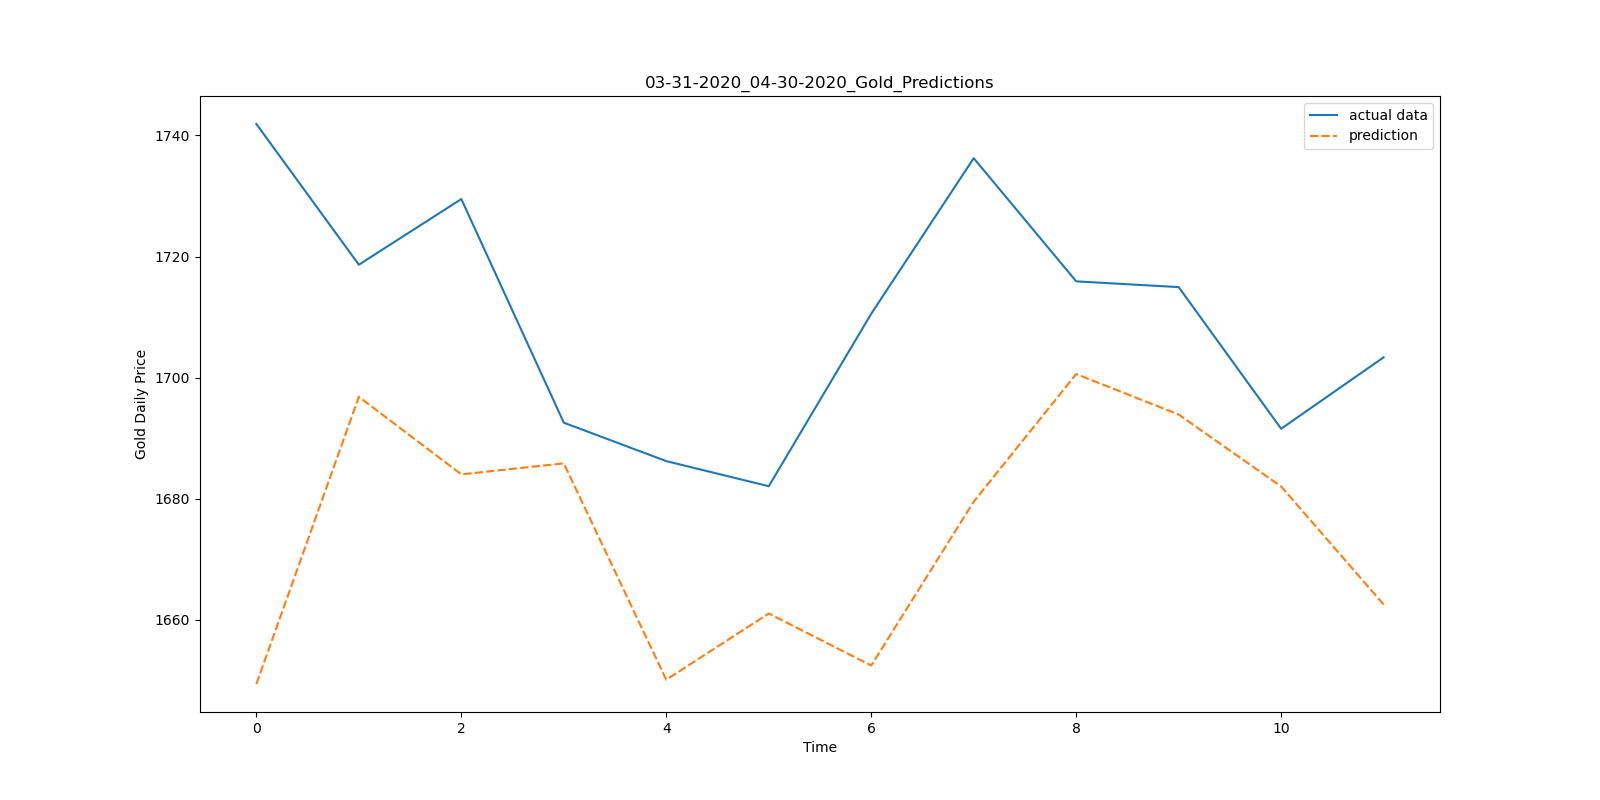 03-31-2020_04-30-2020_Gold_Predictions
actual data
prediction
1740
1720
1700
1680
1660
Gold Daily Price
0 2 4 6 8 10
Time